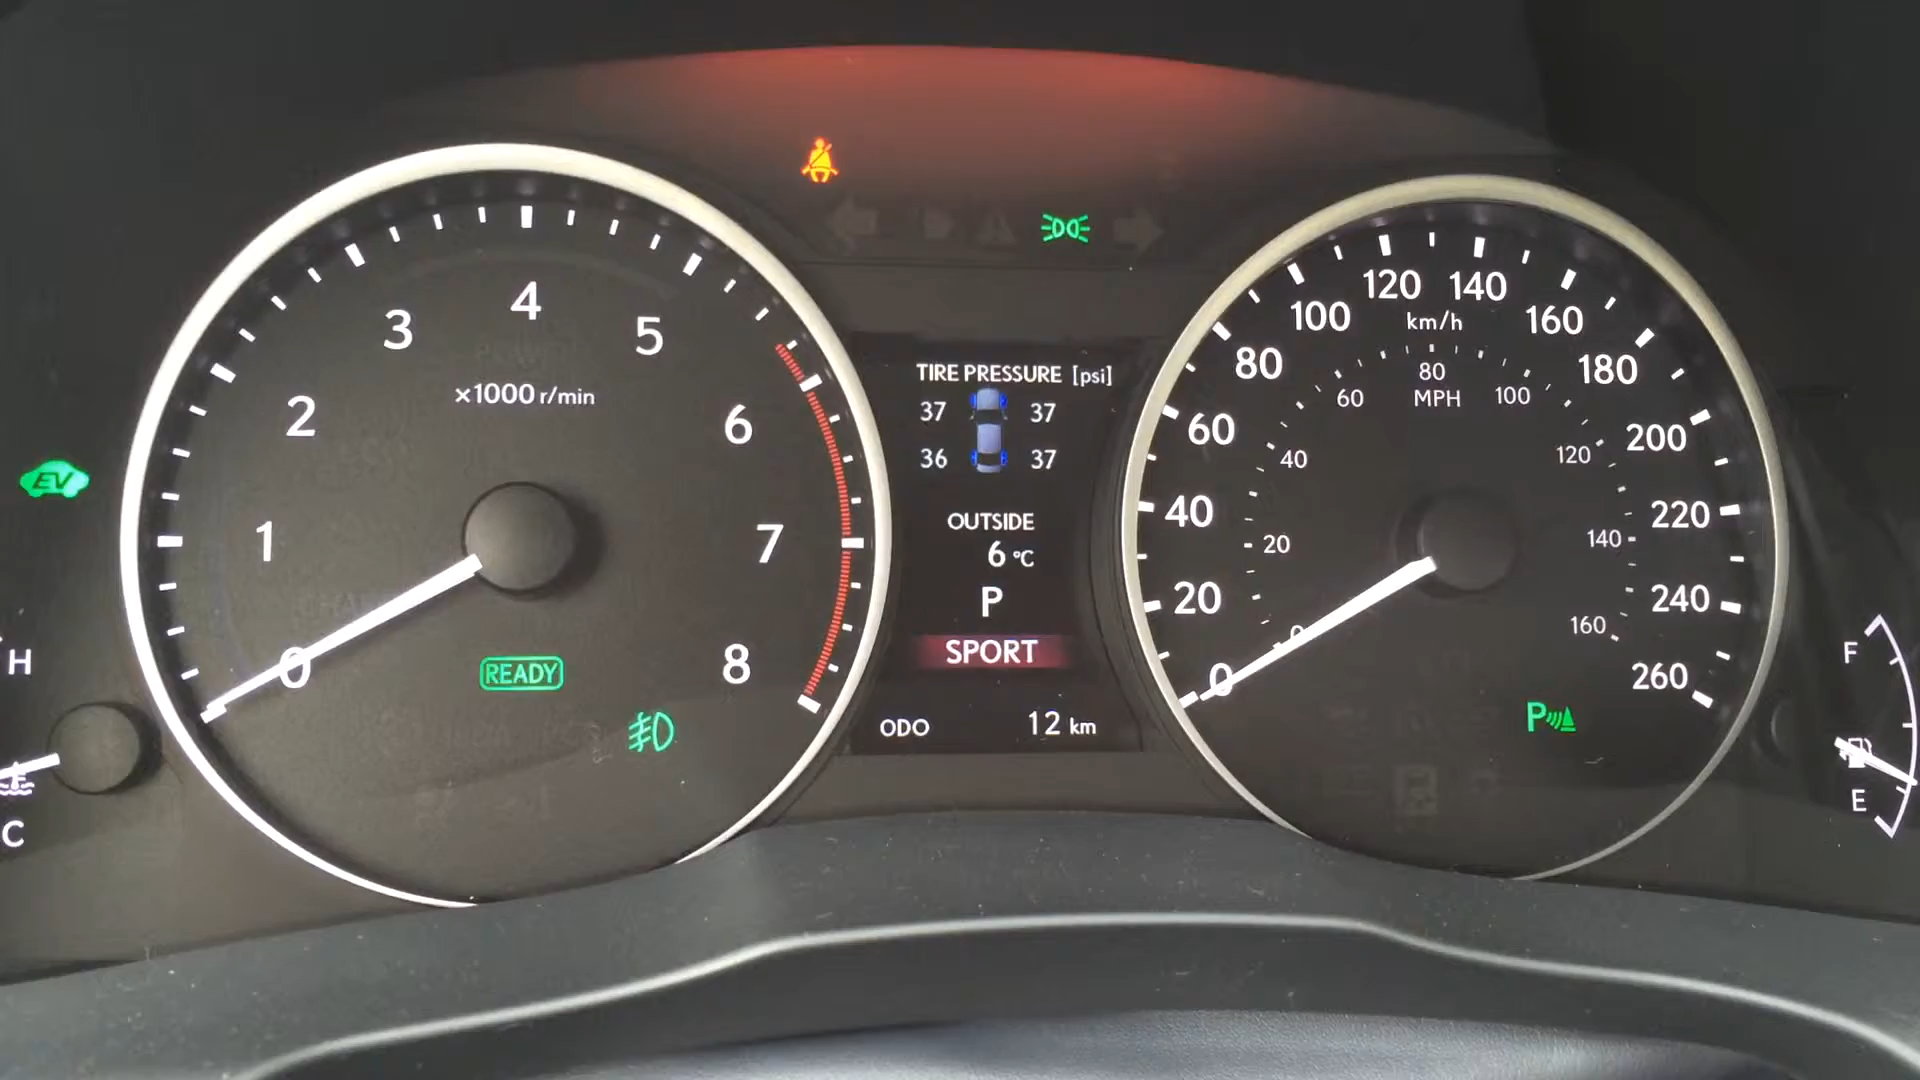 EV
H
C
0
1
2
3
4
5
6
7
8
x1000 r/min
READY
TIRE PRESSURE [psi]
37 37
36 37
OUTSIDE
6 °C
P
SPORT
ODO 12 km
0
20
40
60
80
100
120
140
160
180
200
220
240
260
km/h
0
20
40
60
80
100
120
140
160
MPH
P
F
E